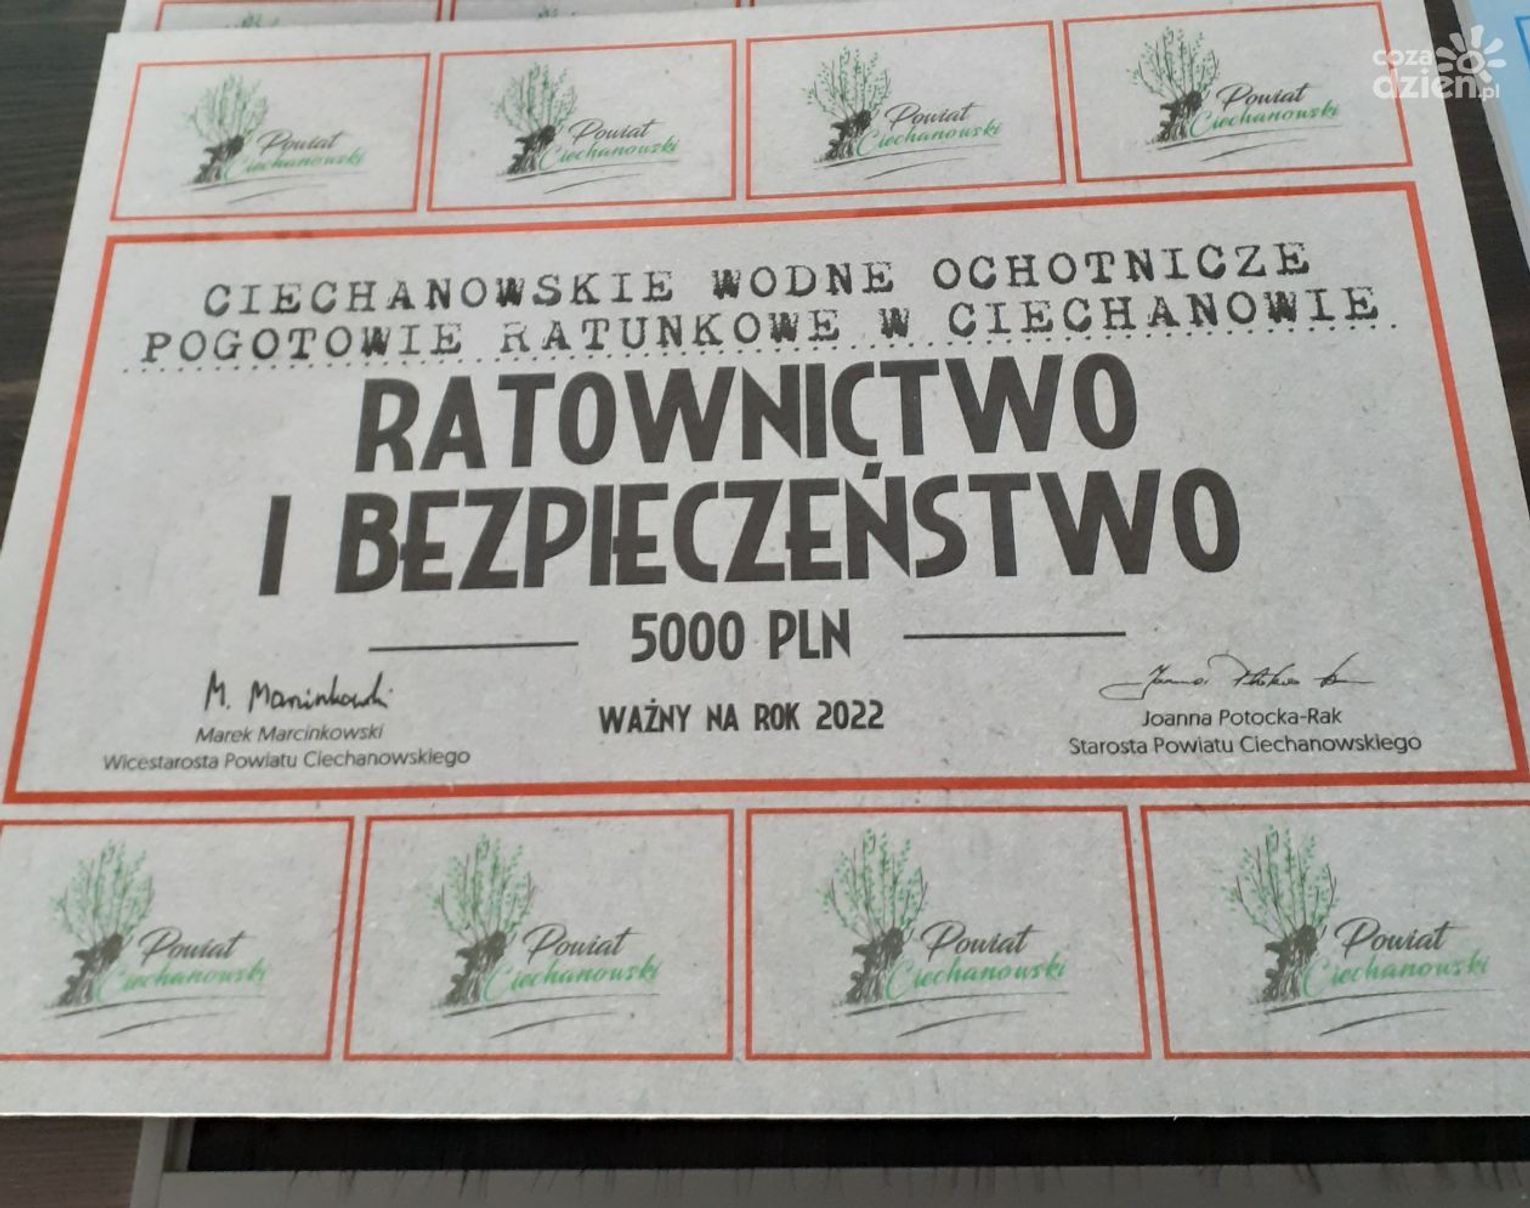 coza
dzien.pl
Powiat
Ciechanowski
Powiat
Ciechanowski
Powiat
Ciechanowski
Powiat
Ciechanowski
CIECHANOWSKIE WODNE OCHOTNICZE
POGOTOWIE RATUNKOWE W CIECHANOWIE
RATOWNICTWO
I BEZPIECZEŃSTWO
5000 PLN
M. Marcinkowski
Marek Marcinkowski
Wicestarosta Powiatu Ciechanowskiego
WAŻNY NA ROK 2022
Joanna Potocka-Rak
Starosta Powiatu Ciechanowskiego
Powiat
Ciechanowski
Powiat
Ciechanowski
Powiat
Ciechanowski
Powiat
Ciechanowski